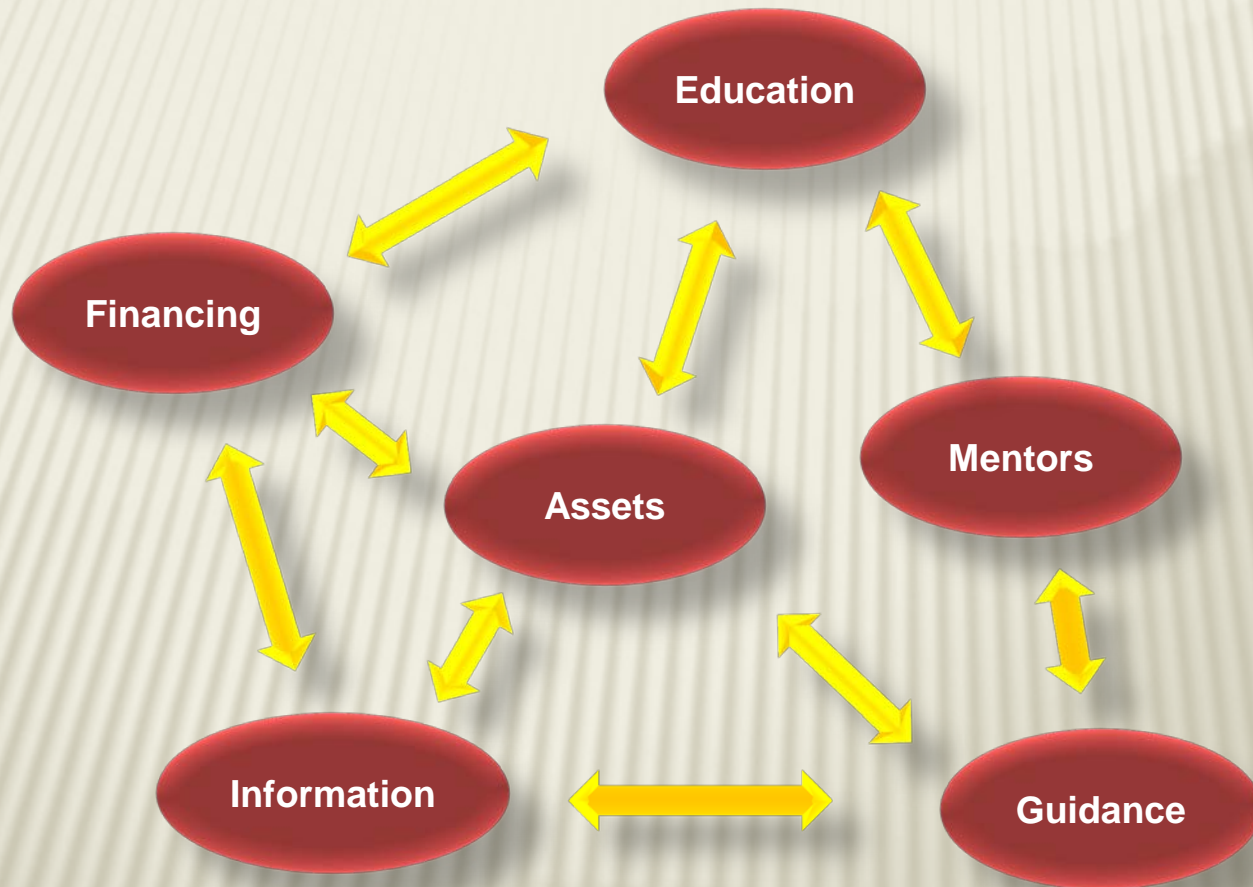 Education
Financing
Mentors
Assets
Information
Guidance